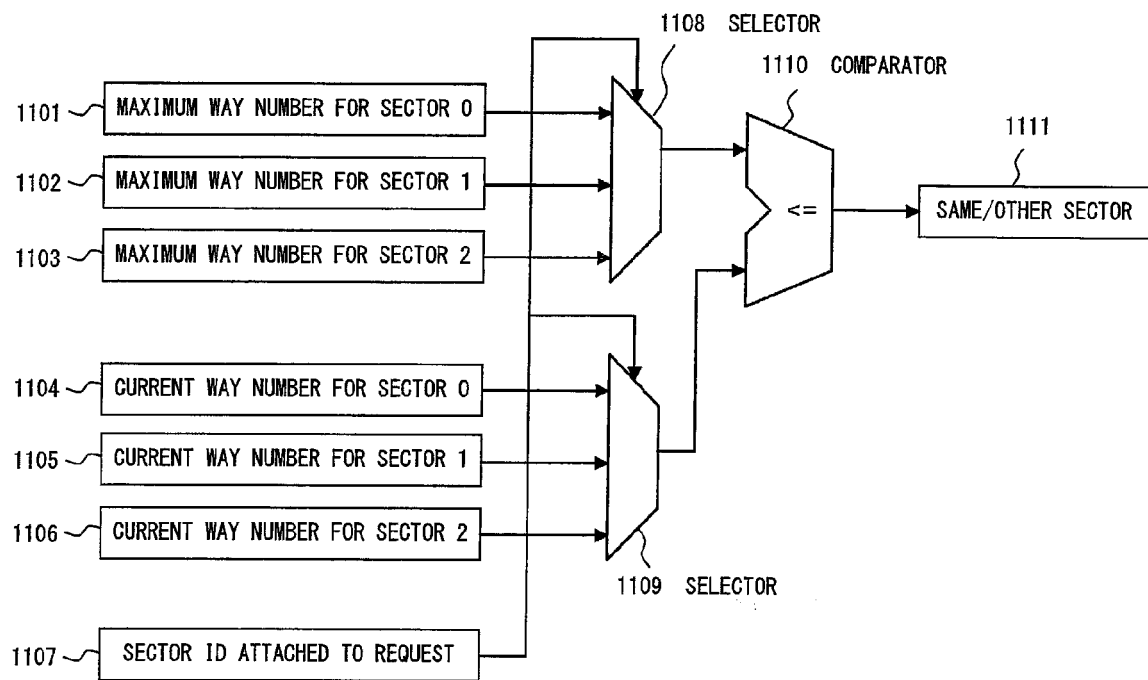 1108 SELECTOR
1110 COMPARATOR
1101 MAXIMUM WAY NUMBER FOR SECTOR 0
1111
1102 MAXIMUM WAY NUMBER FOR SECTOR 1
<= SAME/OTHER SECTOR
1103 MAXIMUM WAY NUMBER FOR SECTOR 2
1104 CURRENT WAY NUMBER FOR SECTOR 0
1105 CURRENT WAY NUMBER FOR SECTOR 1
1106 CURRENT WAY NUMBER FOR SECTOR 2
1109 SELECTOR
1107 SECTOR ID ATTACHED TO REQUEST